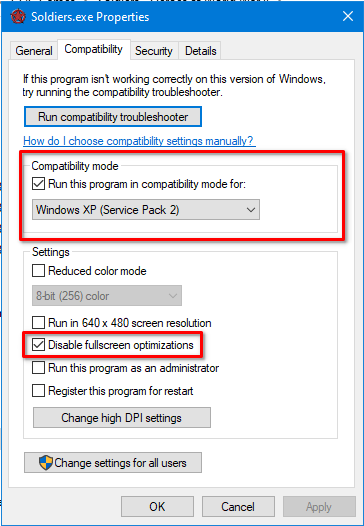 Soldiers.exe Properties
General
Compatibility
Security
Details
If this program isn't working correctly on this version of Windows,
try running the compatibility troubleshooter.
Run compatibility troubleshooter
How do I choose compatibility settings manually?
Compatibility mode
Run this program in compatibility mode for:
Windows XP (Service Pack 2)
Settings
Reduced color mode
8-bit (256) color
Run in 640 x 480 screen resolution
Disable fullscreen optimizations
Run this program as an administrator
Register this program for restart
Change high DPI settings
Change settings for all users
OK
Cancel
Apply